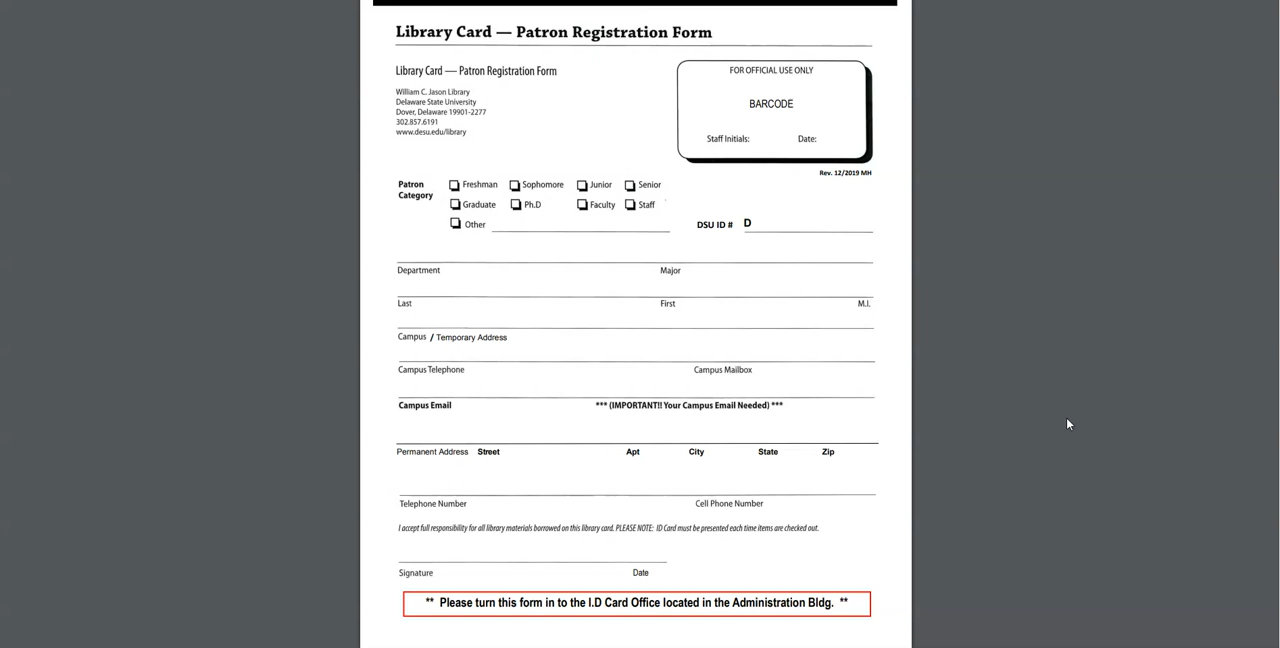 Library Card — Patron Registration Form
Library Card — Patron Registration Form
William C. Jason Library
Delaware State University
Dover, Delaware 19901-2277
302.857.6191
www.desu.edu/library
FOR OFFICIAL USE ONLY
BARCODE
Staff Initials: Date:
Rev. 12/2019 MH
Patron Category
Freshman Sophomore Junior Senior
Graduate Ph.D Faculty Staff
Other
DSU ID # D
Department Major
Last First M.I.
Campus / Temporary Address
Campus Telephone Campus Mailbox
Campus Email *** (IMPORTANT!! Your Campus Email Needed) ***
Permanent Address Street Apt City State Zip
Telephone Number Cell Phone Number
I accept full responsibility for all library materials borrowed on this library card. PLEASE NOTE: ID Card must be presented each time items are checked out.
Signature Date
** Please turn this form in to the I.D Card Office located in the Administration Bldg. **